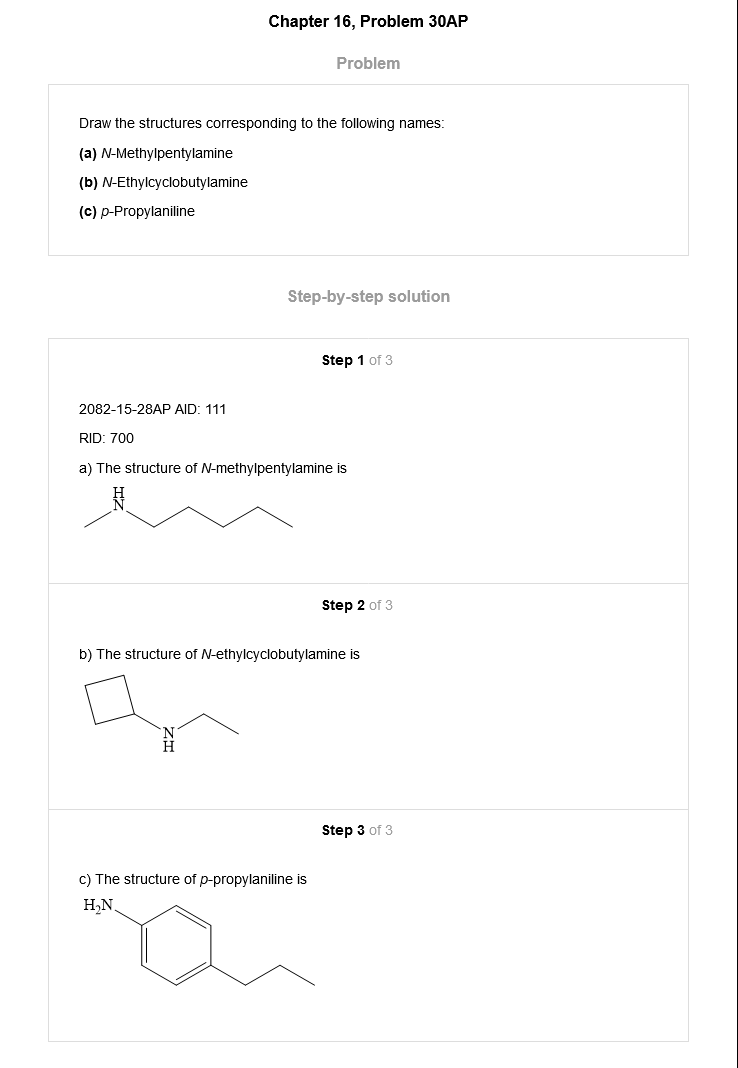 Chapter 16, Problem 30AP
Problem
Draw the structures corresponding to the following names:
(a) N-Methylpentylamine
(b) N-Ethylcyclobutylamine
(c) p-Propylaniline
Step-by-step solution
Step 1 of 3
2082-15-28AP AID: 111
RID: 700
a) The structure of N-methylpentylamine is
H
N
Step 2 of 3
b) The structure of N-ethylcyclobutylamine is
N
H
Step 3 of 3
c) The structure of p-propylaniline is
H₂N